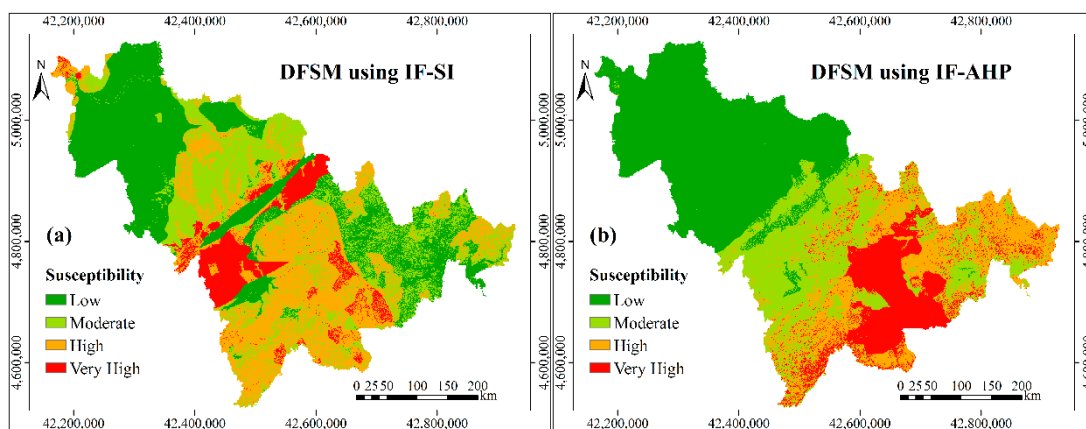 42,200,000 42,400,000 42,600,000 42,800,000
N
DFSM using IF-SI
5,000,000
4,800,000
4,600,000
(a)
Susceptibility
Low
Moderate
High
Very High
0 25 50 100 150 200
km
42,200,000 42,400,000 42,600,000 42,800,000
42,200,000 42,400,000 42,600,000 42,800,000
N
DFSM using IF-AHP
5,000,000
4,800,000
4,600,000
(b)
Susceptibility
Low
Moderate
High
Very High
0 25 50 100 150 200
km
42,200,000 42,400,000 42,600,000 42,800,000